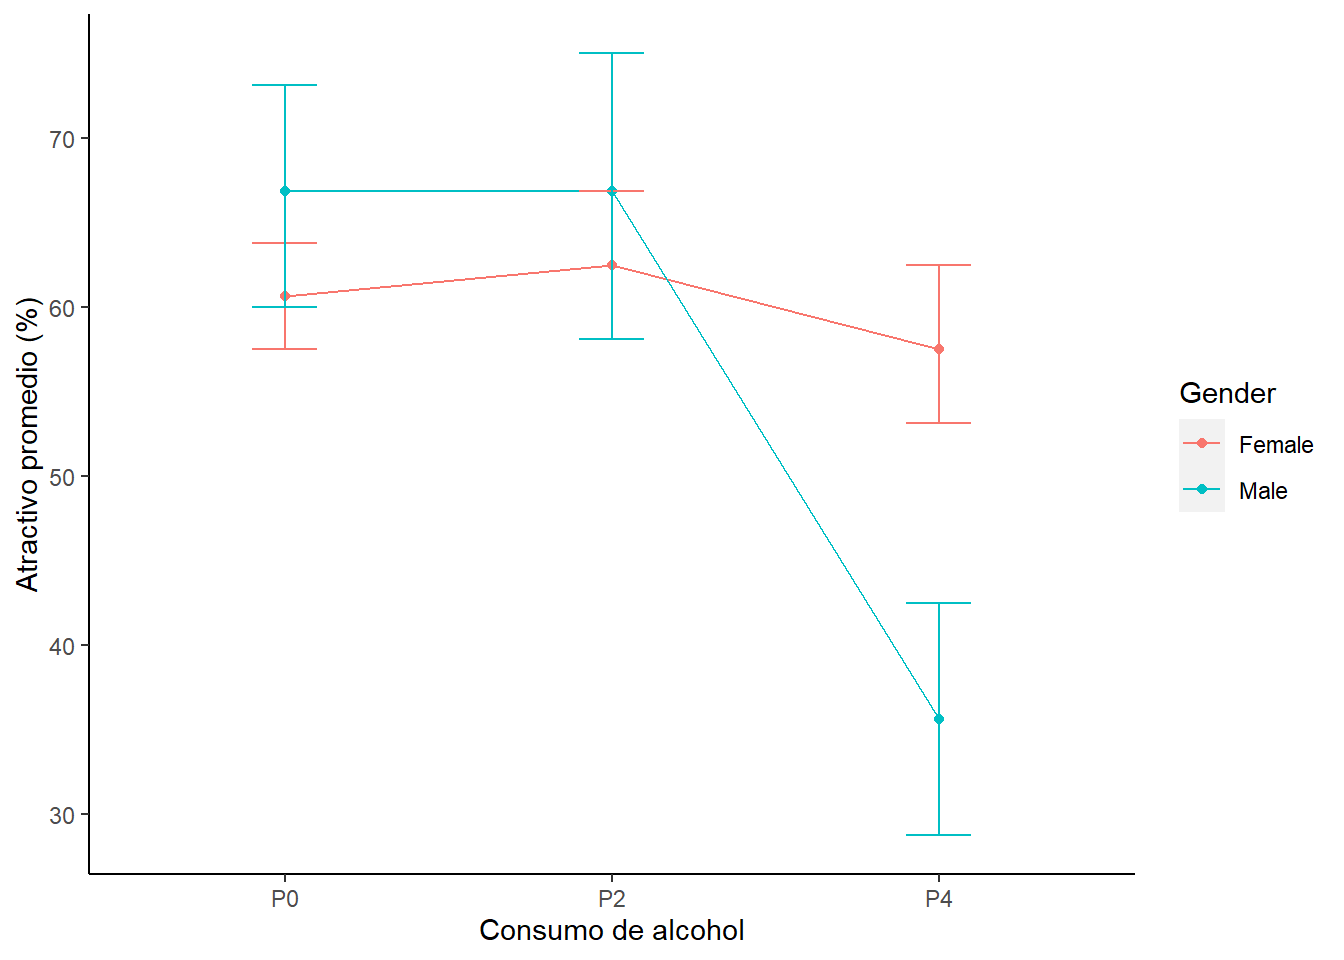 Atractivo promedio (%)
70
60
50
40
30
P0 P2 P4
Consumo de alcohol
Gender
Female
Male